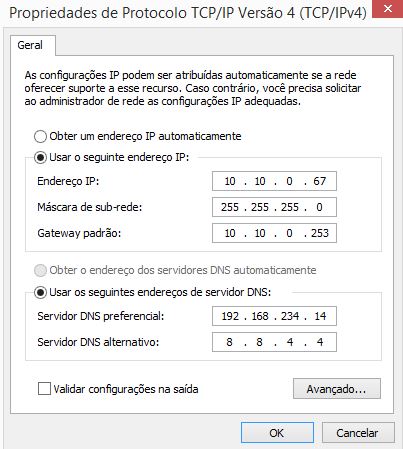 Propriedades de Protocolo TCP/IP Versão 4 (TCP/IPv4)
Geral
As configurações IP podem ser atribuídas automaticamente se a rede
oferecer suporte a esse recurso. Caso contrário, você precisa solicitar
ao administrador de rede as configurações IP adequadas.
Obter um endereço IP automaticamente
Usar o seguinte endereço IP:
Endereço IP: 10 . 10 . 0 . 67
Máscara de sub-rede: 255 . 255 . 255 . 0
Gateway padrão: 10 . 10 . 0 . 253
Obter o endereço dos servidores DNS automaticamente
Usar os seguintes endereços de servidor DNS:
Servidor DNS preferencial: 192 . 168 . 234 . 14
Servidor DNS alternativo: 8 . 8 . 4 . 4
Validar configurações na saída
Avançado...
OK
Cancelar